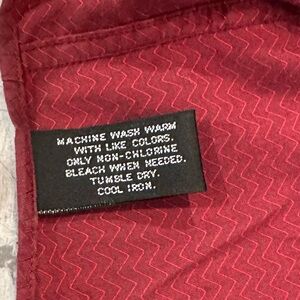 MACHINE WASH WARM
WITH LIKE COLORS.
ONLY NON-CHLORINE
BLEACH WHEN NEEDED.
TUMBLE DRY.
COOL IRON.